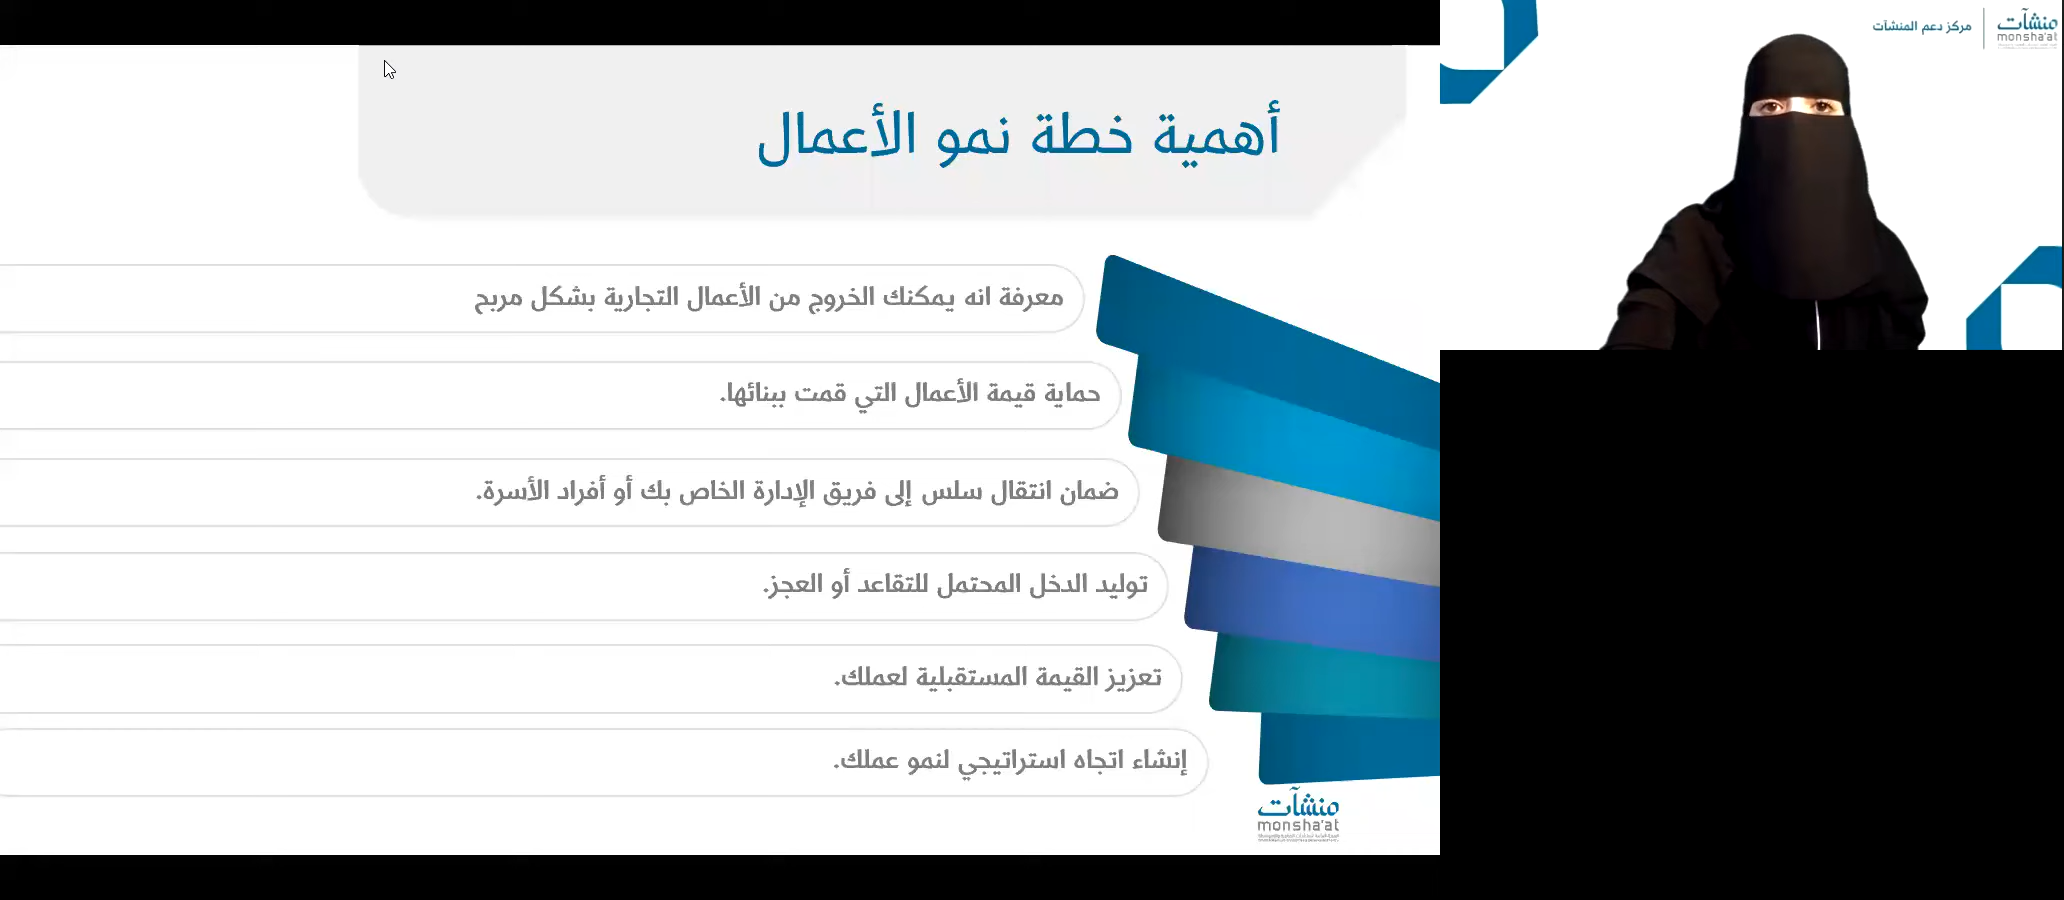 أهمية خطة نمو الأعمال
معرفة انه يمكنك الخروج من الأعمال التجارية بشكل مربح
حماية قيمة الأعمال التي قمت ببنائها.
ضمان انتقال سلس إلى فريق الإدارة الخاص بك أو أفراد الأسرة.
توليد الدخل المحتمل للتقاعد أو العجز.
تعزيز القيمة المستقبلية لعملك.
إنشاء اتجاه استراتيجي لنمو عملك.
منشآت
monsha'at
منشآت
monsha'at
مركز دعم المنشآت